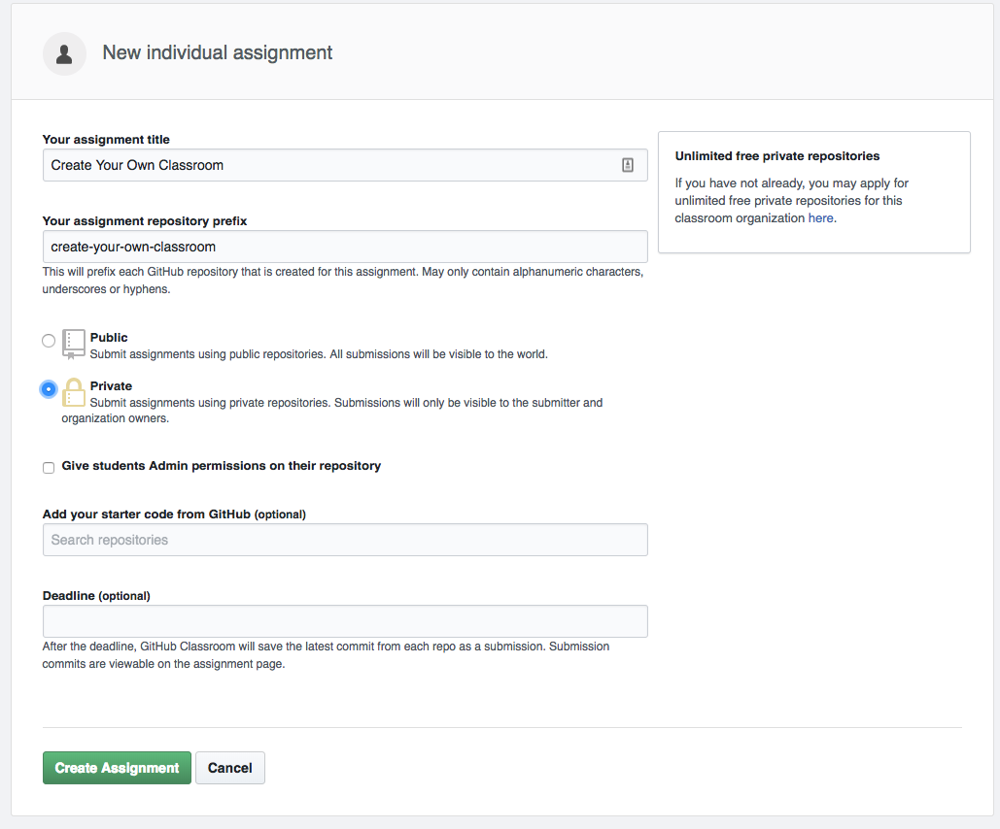 New individual assignment
Your assignment title
Create Your Own Classroom
Your assignment repository prefix
create-your-own-classroom
This will prefix each GitHub repository that is created for this assignment. May only contain alphanumeric characters,
underscores or hyphens.
Public
Submit assignments using public repositories. All submissions will be visible to the world.
Private
Submit assignments using private repositories. Submissions will only be visible to the submitter and
organization owners.
Give students Admin permissions on their repository
Add your starter code from GitHub (optional)
Search repositories
Deadline (optional)
After the deadline, GitHub Classroom will save the latest commit from each repo as a submission. Submission
commits are viewable on the assignment page.
Create Assignment
Cancel
Unlimited free private repositories
If you have not already, you may apply for
unlimited free private repositories for this
classroom organization here.